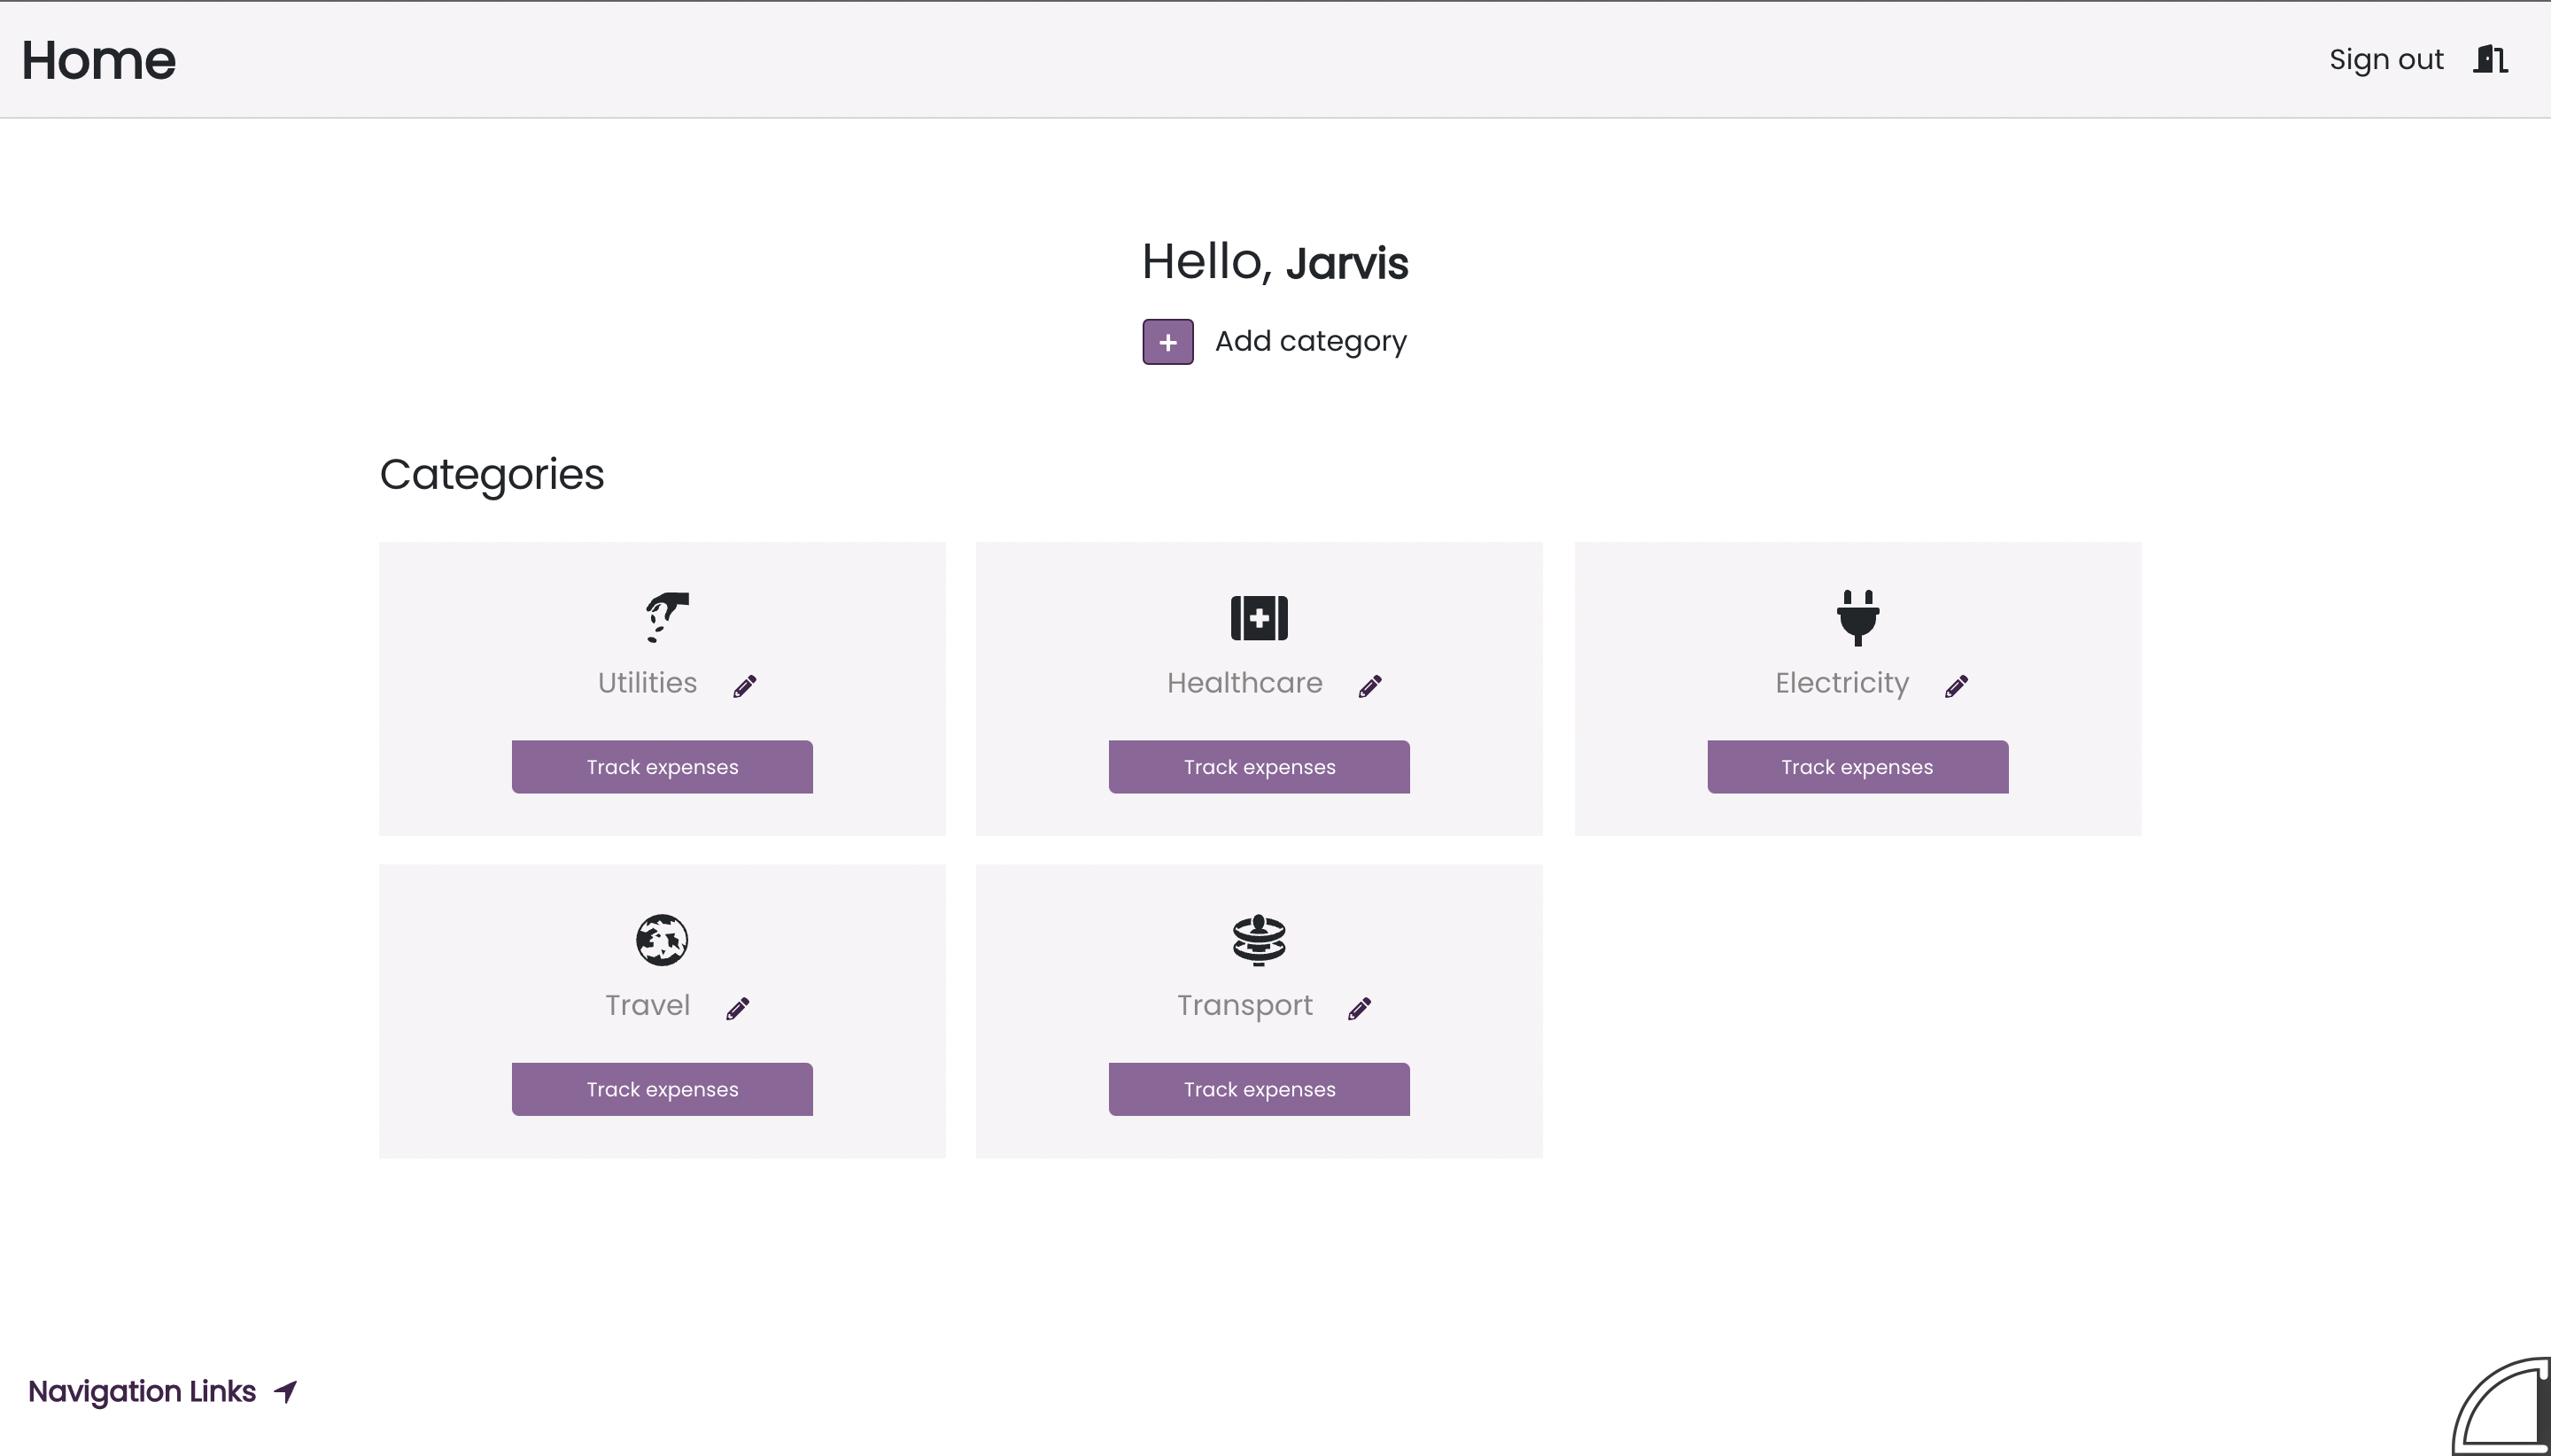 Home
Sign out
Hello, Jarvis
Add category
Categories
Utilities
Healthcare
Electricity
Track expenses
Track expenses
Track expenses
Travel
Transport
Track expenses
Track expenses
Navigation Links